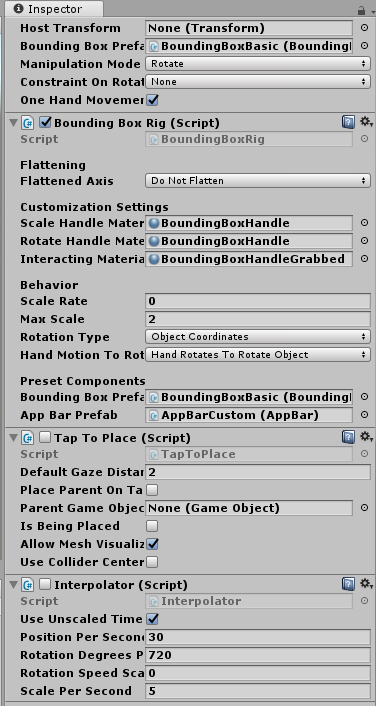 Inspector
Host Transform None (Transform)
Bounding Box Prefa BoundingBoxBasic (Bounding
Manipulation Mode Rotate
Constraint On Rotat None
One Hand Movemer
Bounding Box Rig (Script)
Script BoundingBoxRig
Flattening
Flattened Axis Do Not Flatten
Customization Settings
Scale Handle Mater BoundingBoxHandle
Rotate Handle Mate BoundingBoxHandle
Interacting Materia BoundingBoxHandleGrabbed
Behavior
Scale Rate 0
Max Scale 2
Rotation Type Object Coordinates
Hand Motion To Rot Hand Rotates To Rotate Object
Preset Components
Bounding Box Prefa BoundingBoxBasic (Bounding
App Bar Prefab AppBarCustom (AppBar)
Tap To Place (Script)
Script TapToPlace
Default Gaze Distar 2
Place Parent On Ta
Parent Game Objec None (Game Object)
Is Being Placed
Allow Mesh Visualiz
Use Collider Center
Interpolator (Script)
Script Interpolator
Use Unscaled Time
Position Per Second 30
Rotation Degrees P 720
Rotation Speed Sca 0
Scale Per Second 5